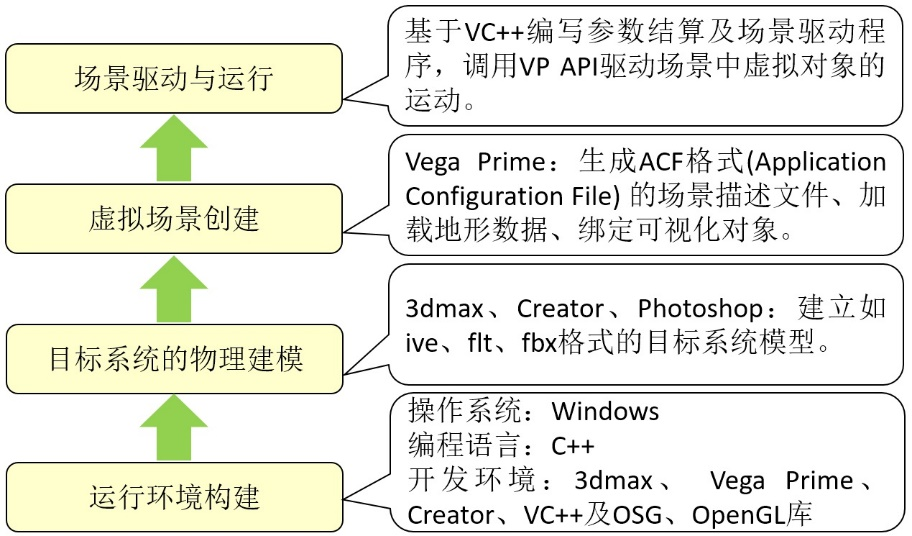 场景驱动与运行
基于VC++编写参数结算及场景驱动程
序，调用VP API驱动场景中虚拟对象的
运动。
虚拟场景创建
Vega Prime：生成ACF格式(Application
Configuration File) 的场景描述文件、加
载地形数据、绑定可视化对象。
目标系统的物理建模
3dmax、Creator、Photoshop：建立如
ive、flt、fbx格式的目标系统模型。
运行环境构建
操作系统：Windows
编程语言：C++
开发环境：3dmax、 Vega Prime、
Creator、VC++及OSG、OpenGL库